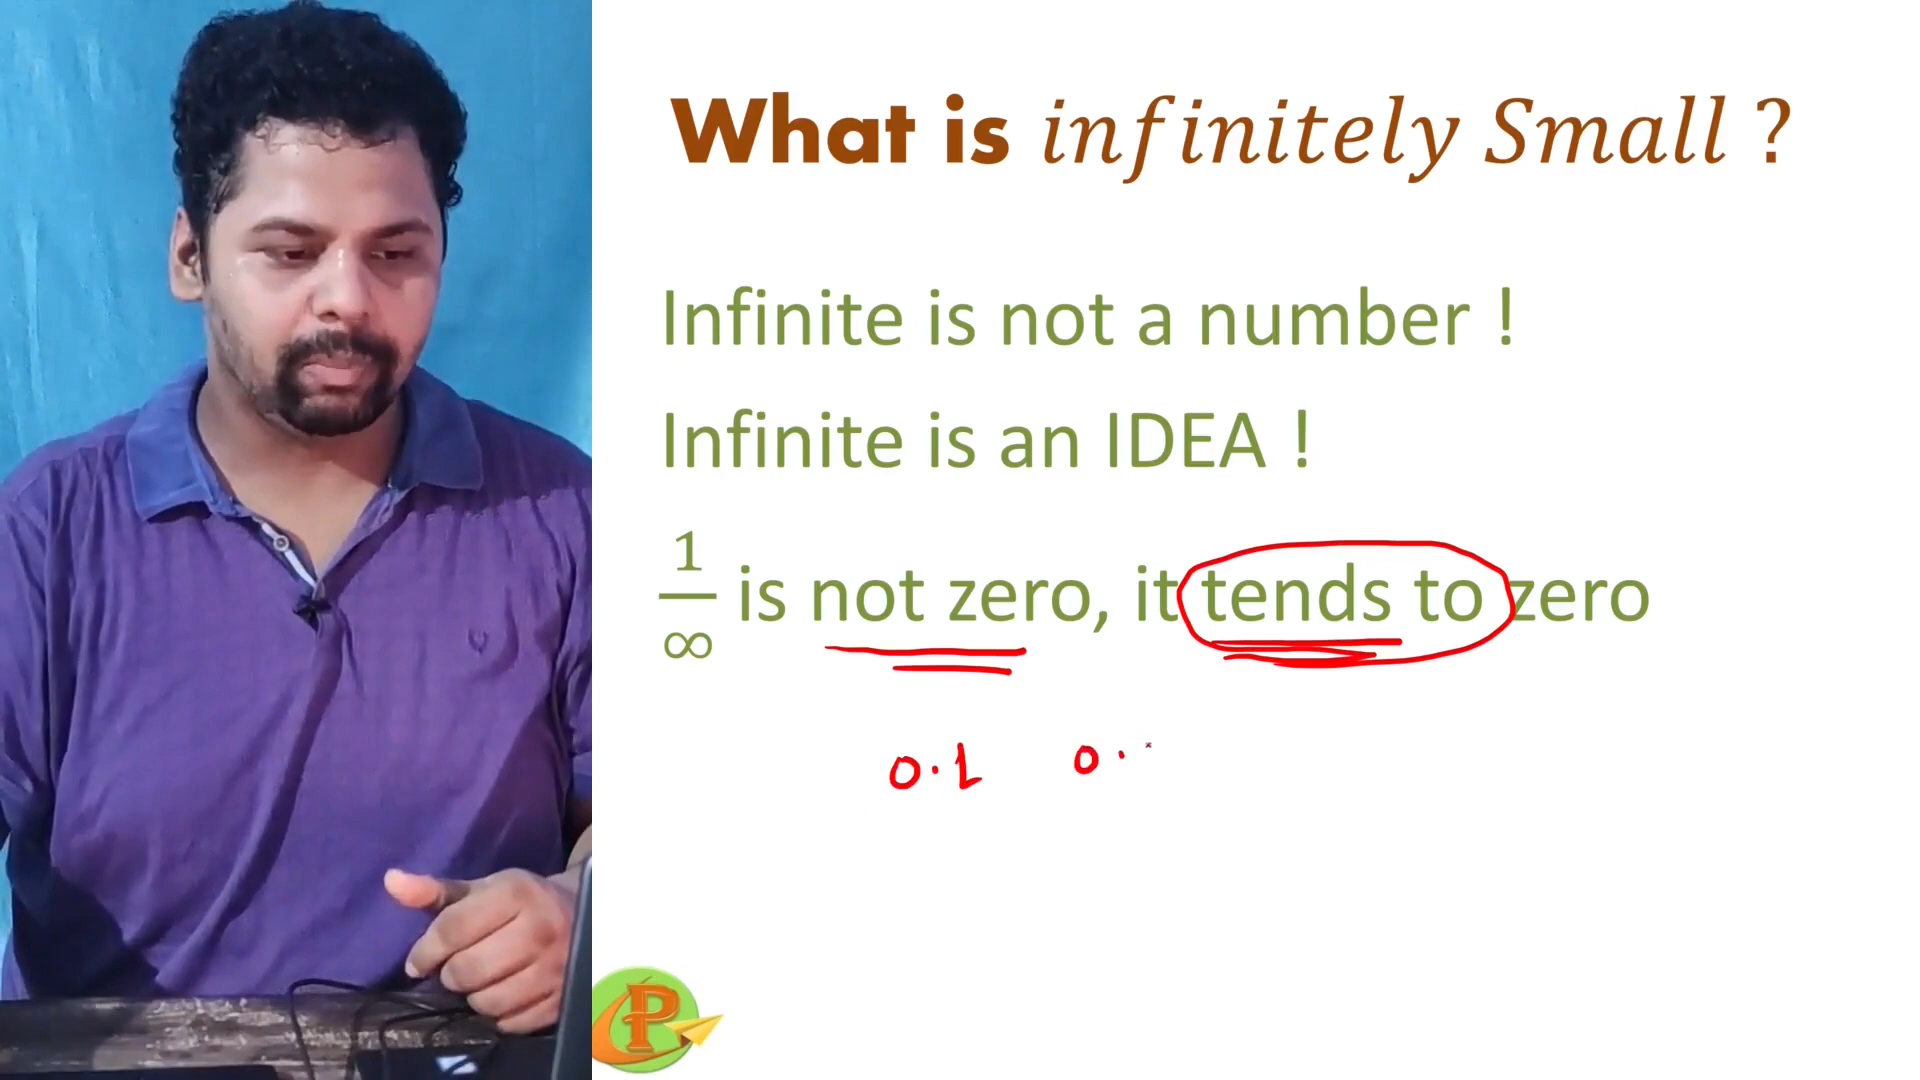 What is infinitely Small ?
Infinite is not a number !
Infinite is an IDEA !
1/∞ is not zero, it tends to zero
0.1 0.
P